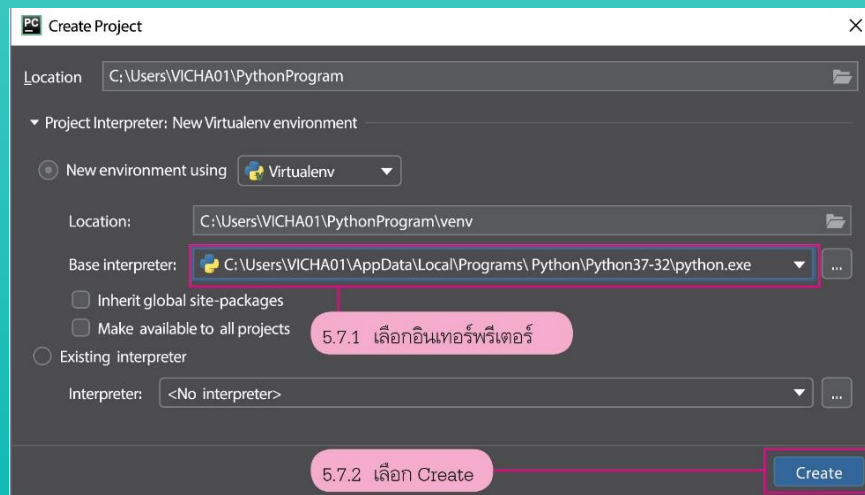 PC Create Project
Location C:\Users\VICHA01\PythonProgram
Project Interpreter: New Virtualenv environment
New environment using Virtualenv
Location: C:\Users\VICHA01\PythonProgram\venv
Base interpreter: C:\Users\VICHA01\AppData\Local\Programs\ Python\Python37-32\python.exe ...
Inherit global site-packages
Make available to all projects
5.7.1 เลือกอินเทอร์พรีเตอร์
Existing interpreter
Interpreter: <No interpreter> ...
5.7.2 เลือก Create
Create